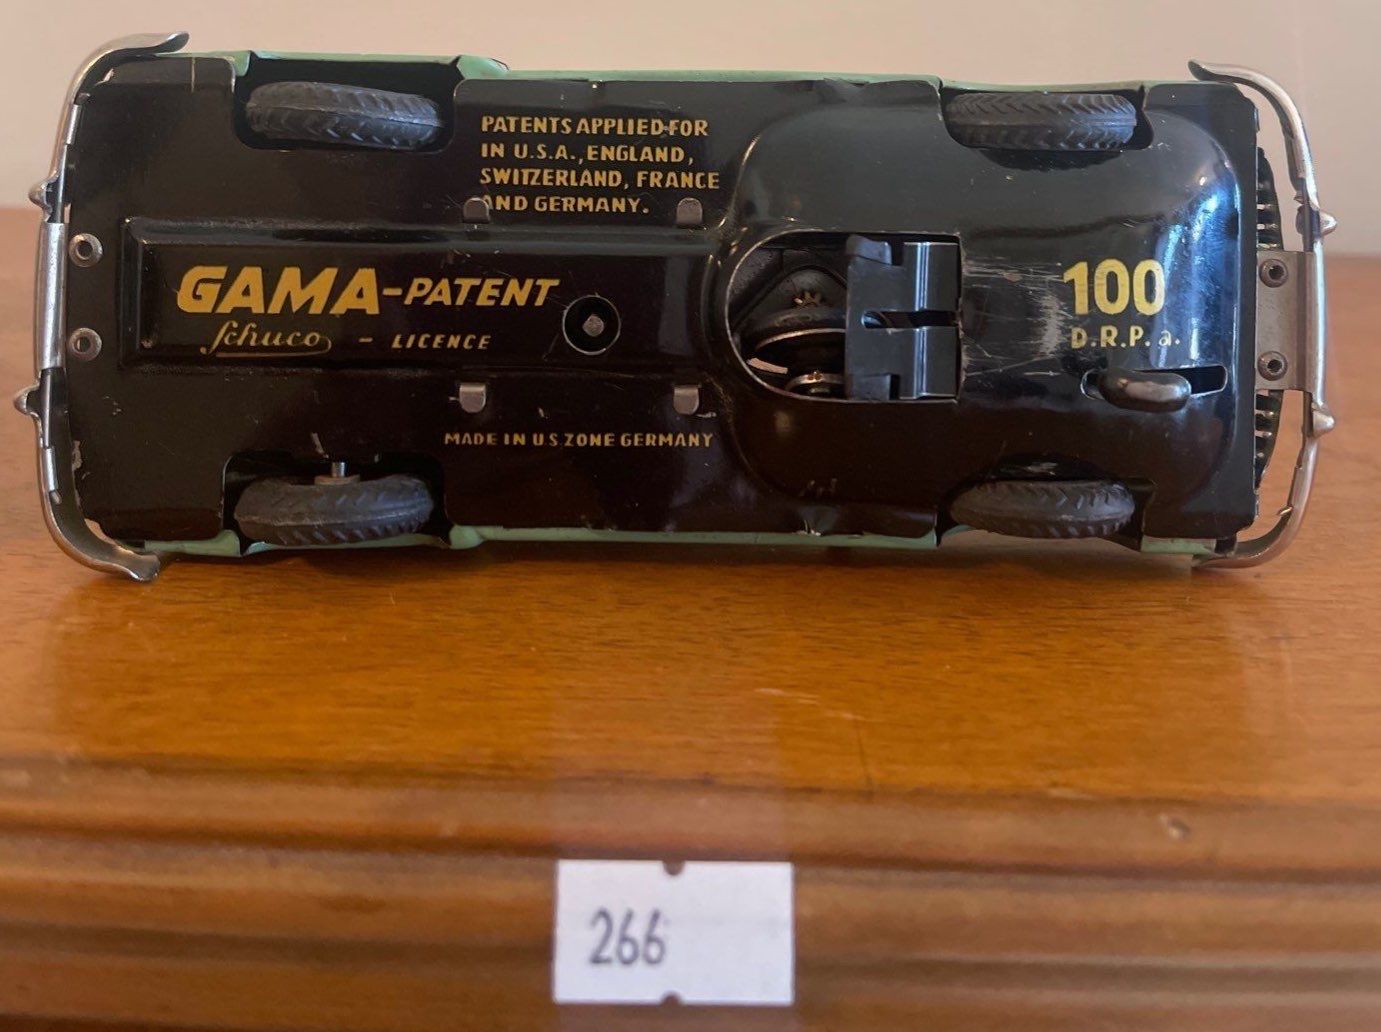 PATENTS APPLIED-FOR
IN U.S.A., ENGLAND,
SWITZERLAND, FRANCE
AND GERMANY.
GAMA-PATENT
Schuco - LICENCE
MADE IN U.S. ZONE GERMANY
100
D.R.P.a.
266